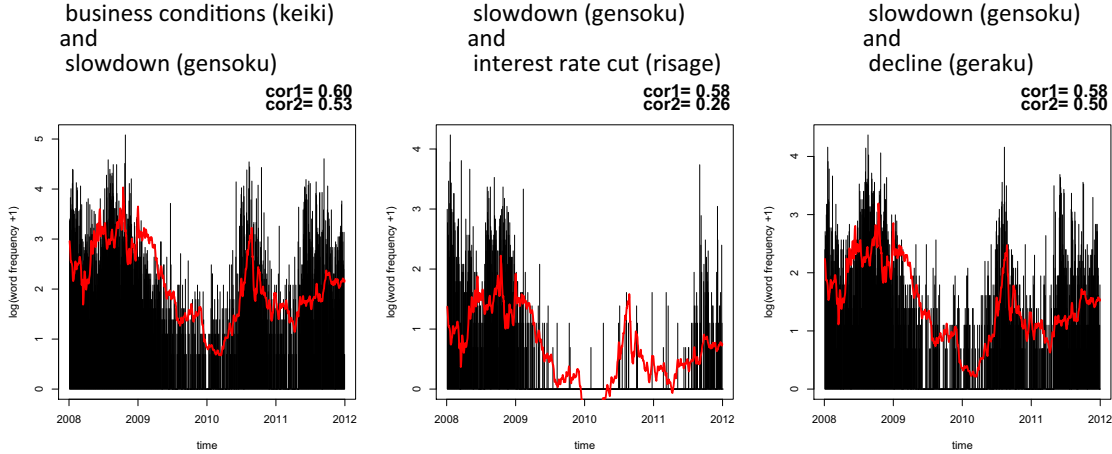 business conditions (keiki)
and
slowdown (gensoku)
cor1= 0.60
cor2= 0.53
log(word frequency +1)
5
4
3
2
1
0
2008 2009 2010 2011 2012
time
slowdown (gensoku)
and
interest rate cut (risage)
cor1= 0.58
cor2= 0.26
log(word frequency +1)
4
3
2
1
0
2008 2009 2010 2011 2012
time
slowdown (gensoku)
and
decline (geraku)
cor1= 0.58
cor2= 0.50
log(word frequency +1)
4
3
2
1
0
2008 2009 2010 2011 2012
time